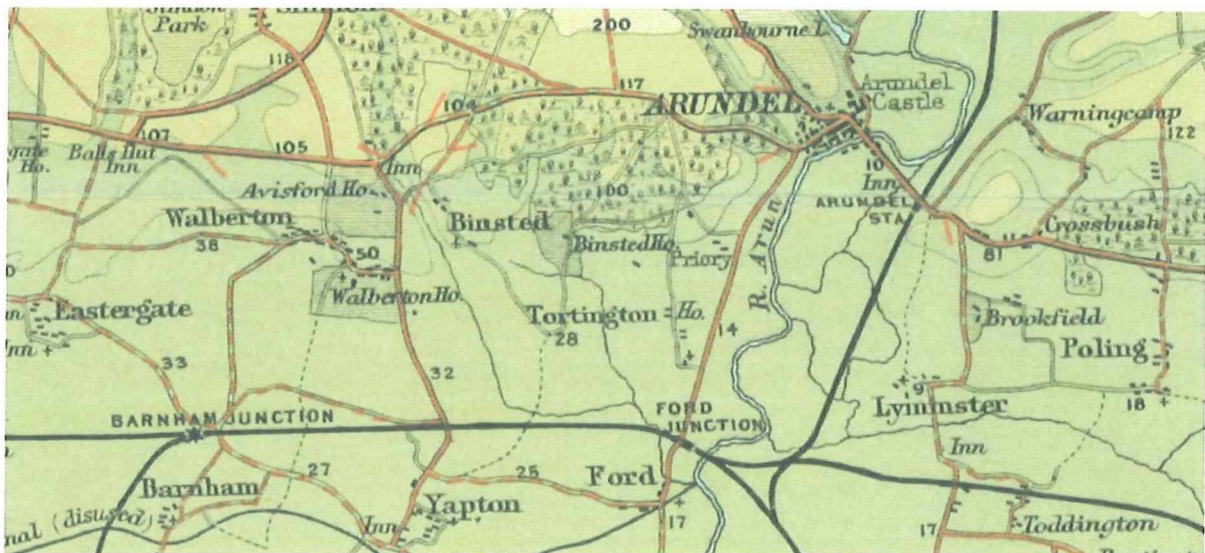 Park
200
Swanbourne L.
118
117
104
ARUNDEL
Arundel
Castle
Warningcamp
107
105
122
Balls Hut
Inn
Inn
10
Ho.
Avisford Ho.
100
Inn
ARUNDEL
STA.
Walberton
Binsted
Crossbush
38
50
Binsted Ho.
Priory
81
R. Arun
Walberton Ho.
Eastergate
Tortington
Ho.
Brookfield
Inn
28
14
Poling
33
32
9
18
BARNHAM JUNCTION
FORD
JUNCTION
Lyminster
Inn
27
25
Ford
Barnham
Yapton
(disused)
Inn
17
17
Toddington